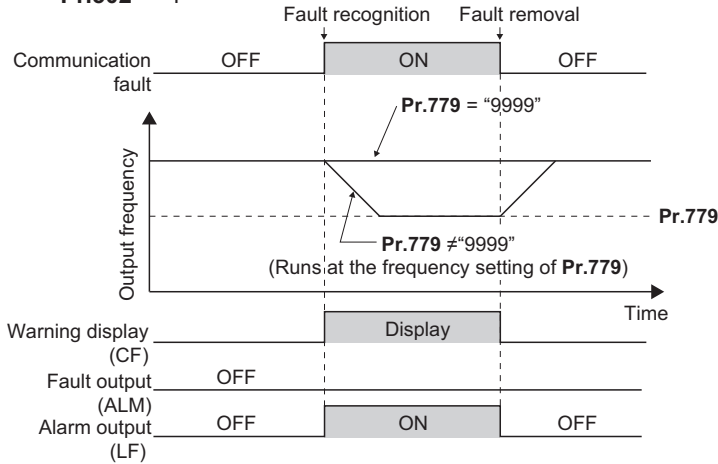 Fault recognition Fault removal
Communication fault OFF ON OFF
Pr.779 = “9999”
Output frequency
Pr.779
Pr.779 ≠“9999”
(Runs at the frequency setting of Pr.779)
Time
Warning display (CF) Display
Fault output (ALM) OFF
Alarm output (LF) OFF ON OFF